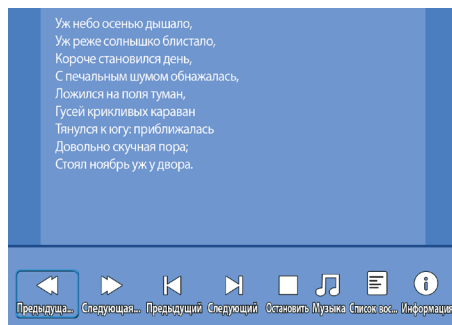 Уж небо осенью дышало,
Уж реже солнышко блистало,
Короче становился день,
С печальным шумом обнажалась,
Ложился на поля туман,
Гусей крикливых караван
Тянулся к югу: приближалась
Довольно скучная пора;
Стоял ноябрь уж у двора.
Предыдуща... Следующая... Предыдущий Следующий Остановить Музыка Список вос... Информация